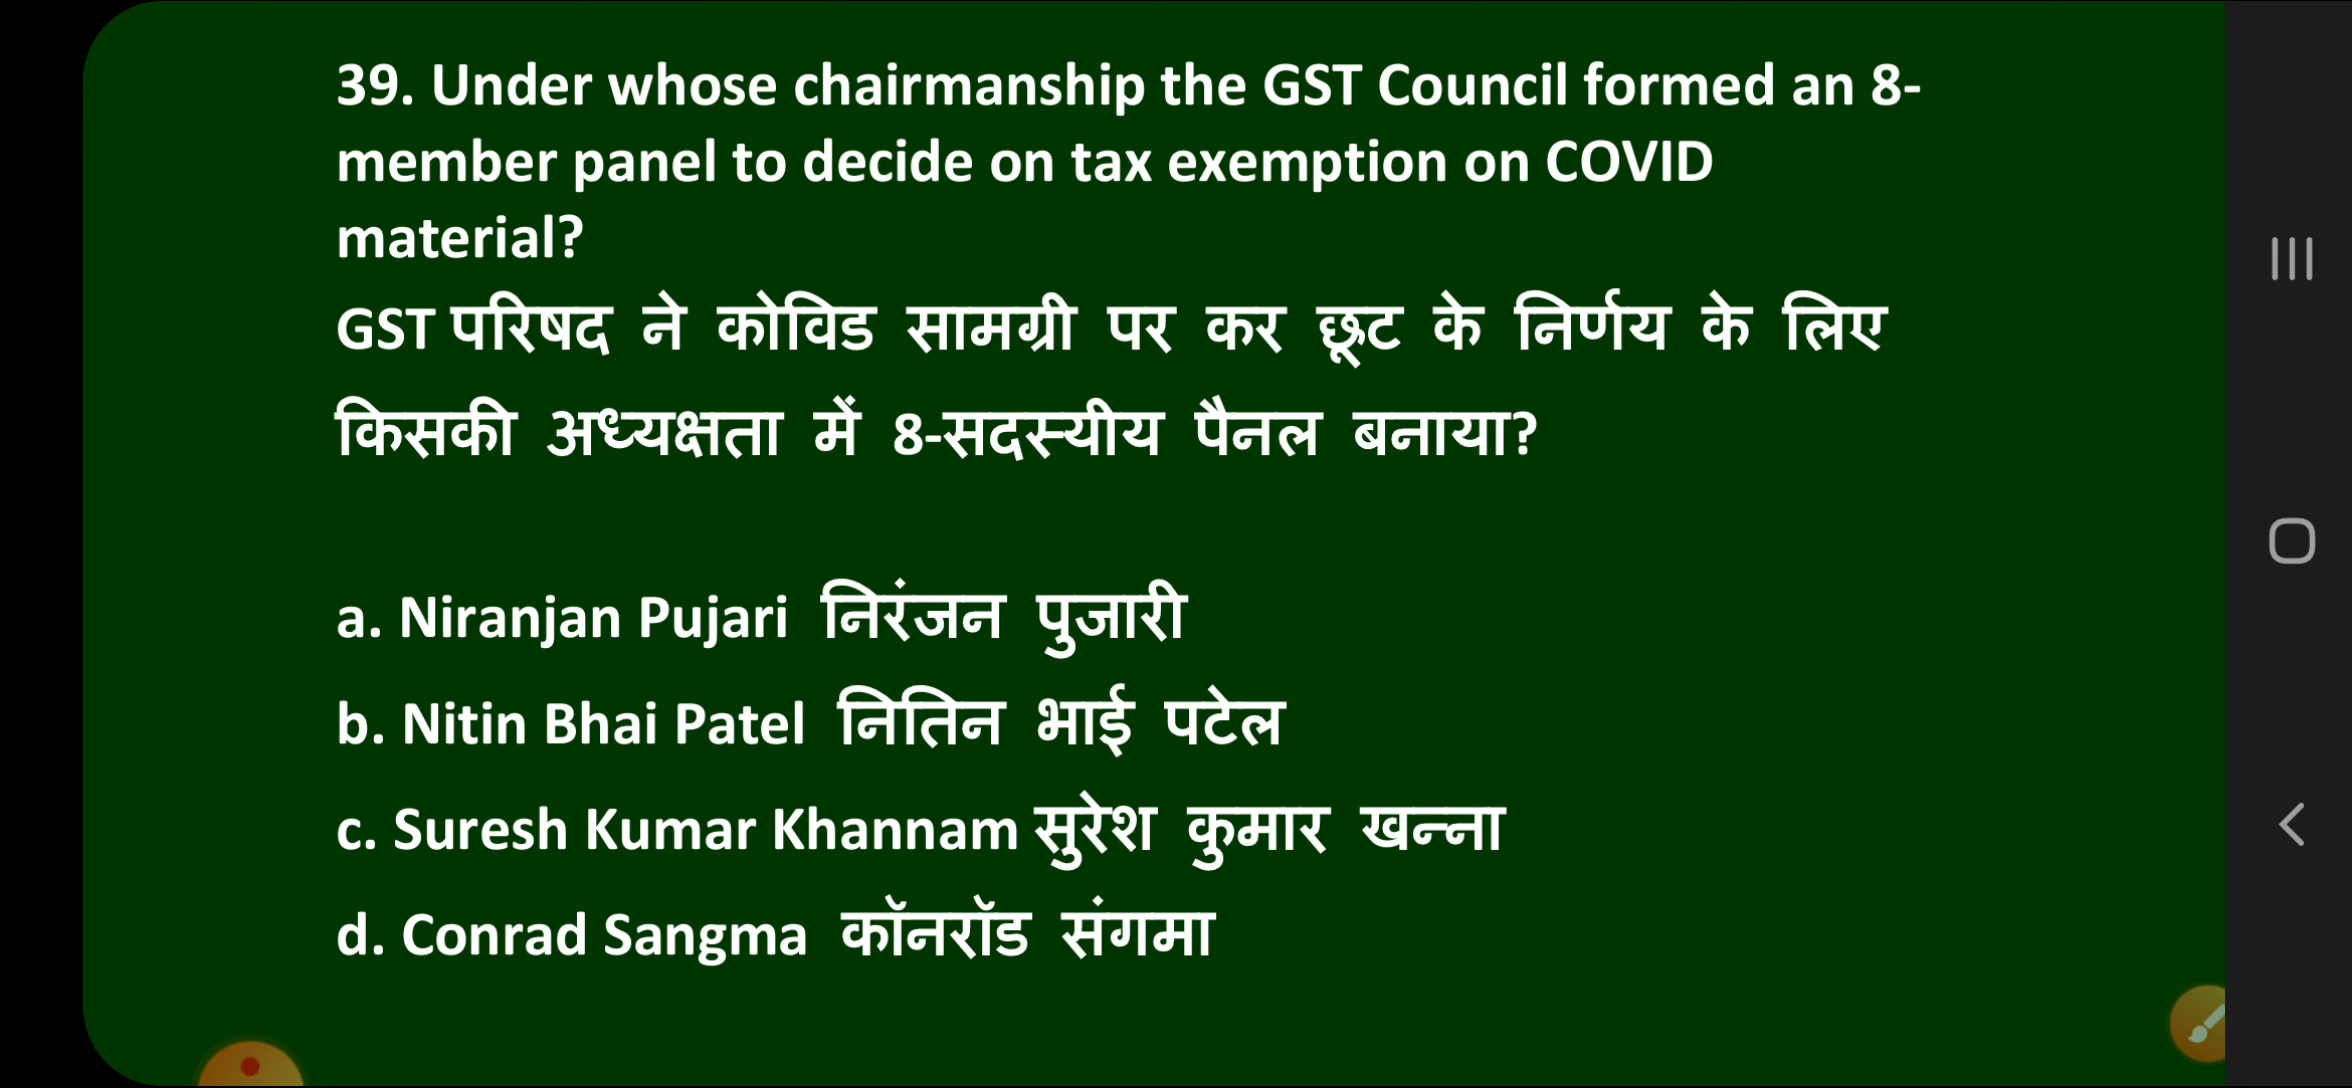 39. Under whose chairmanship the GST Council formed an 8-
member panel to decide on tax exemption on COVID
material?
GST परिषद ने कोविड सामग्री पर कर छूट के निर्णय के लिए
किसकी अध्यक्षता में 8-सदस्यीय पैनल बनाया?
a. Niranjan Pujari निरंजन पुजारी
b. Nitin Bhai Patel नितिन भाई पटेल
c. Suresh Kumar Khannam सुरेश कुमार खन्ना
d. Conrad Sangma कॉनरॉड संगमा